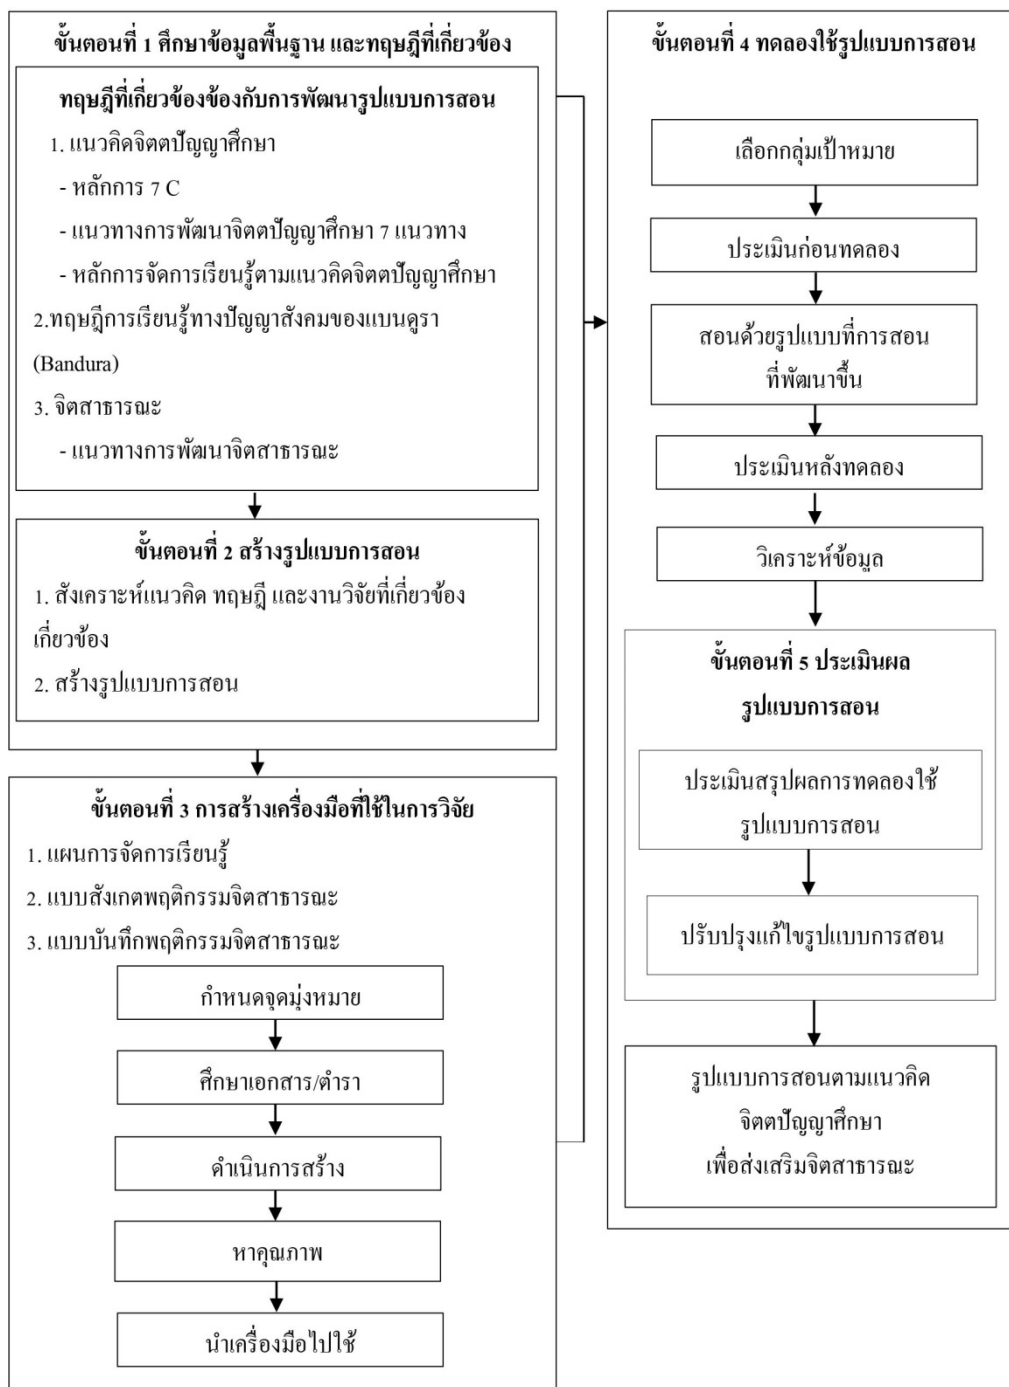 ขั้นตอนที่ 1 ศึกษาข้อมูลพื้นฐาน และทฤษฎีที่เกี่ยวข้อง
ทฤษฎีที่เกี่ยวข้องข้องกับการพัฒนารูปแบบการสอน
1. แนวคิดจิตตปัญญาศึกษา
- หลักการ 7 C
- แนวทางการพัฒนาจิตตปัญญาศึกษา 7 แนวทาง
- หลักการจัดการเรียนรู้ตามแนวคิดจิตตปัญญาศึกษา
2.ทฤษฎีการเรียนรู้ทางปัญญาสังคมของแบนดูรา
(Bandura)
3. จิตสาธารณะ
- แนวทางการพัฒนาจิตสาธารณะ
ขั้นตอนที่ 2 สร้างรูปแบบการสอน
1. สังเคราะห์แนวคิด ทฤษฎี และงานวิจัยที่เกี่ยวข้อง
เกี่ยวข้อง
2. สร้างรูปแบบการสอน
ขั้นตอนที่ 3 การสร้างเครื่องมือที่ใช้ในการวิจัย
1. แผนการจัดการเรียนรู้
2. แบบสังเกตพฤติกรรมจิตสาธารณะ
3. แบบบันทึกพฤติกรรมจิตสาธารณะ
กำหนดจุดมุ่งหมาย
ศึกษาเอกสาร/ตำรา
ดำเนินการสร้าง
หาคุณภาพ
นำเครื่องมือไปใช้
ขั้นตอนที่ 4 ทดลองใช้รูปแบบการสอน
เลือกกลุ่มเป้าหมาย
ประเมินก่อนทดลอง
สอนด้วยรูปแบบที่การสอน
ที่พัฒนาขึ้น
ประเมินหลังทดลอง
วิเคราะห์ข้อมูล
ขั้นตอนที่ 5 ประเมินผล
รูปแบบการสอน
ประเมินสรุปผลการทดลองใช้
รูปแบบการสอน
ปรับปรุงแก้ไขรูปแบบการสอน
รูปแบบการสอนตามแนวคิด
จิตตปัญญาศึกษา
เพื่อส่งเสริมจิตสาธารณะ